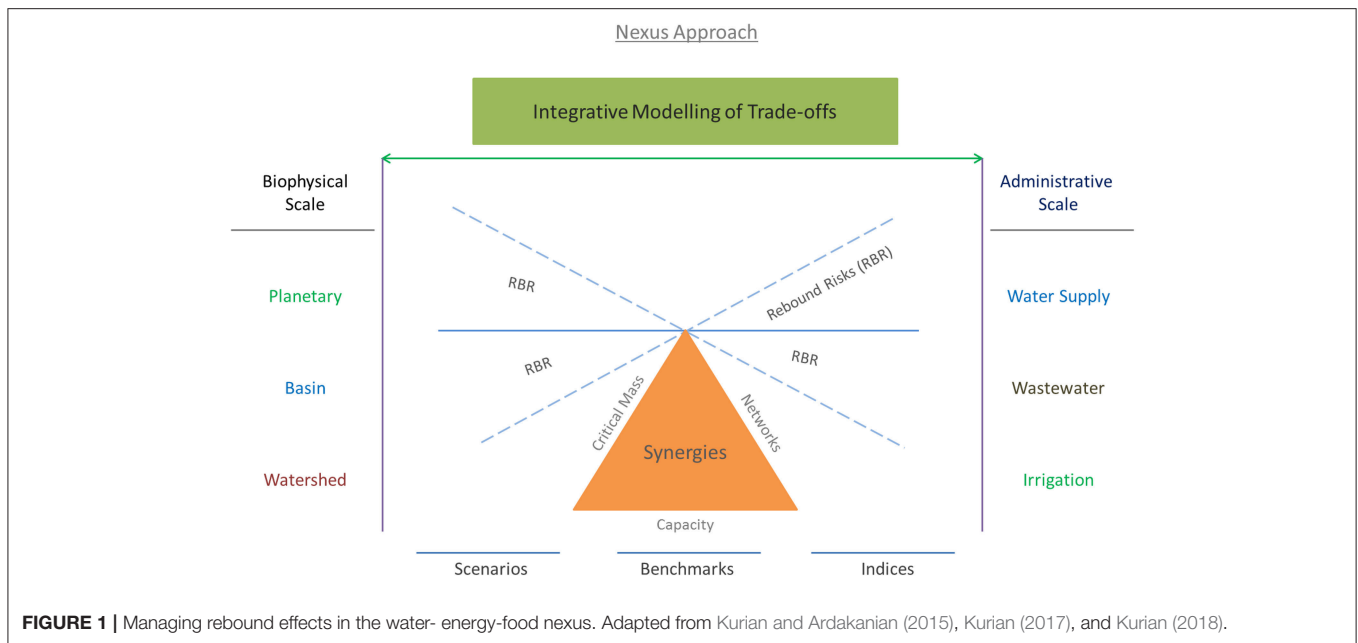 Nexus Approach
Integrative Modelling of Trade-offs
Biophysical
Scale
Administrative
Scale
Planetary
RBR
Rebound Risks (RBR)
Water Supply
Basin
RBR
RBR
Wastewater
Critical Mass
Networks
Synergies
Watershed
Irrigation
Capacity
Scenarios
Benchmarks
Indices
FIGURE 1 | Managing rebound effects in the water- energy-food nexus. Adapted from Kurian and Ardakanian (2015), Kurian (2017), and Kurian (2018).